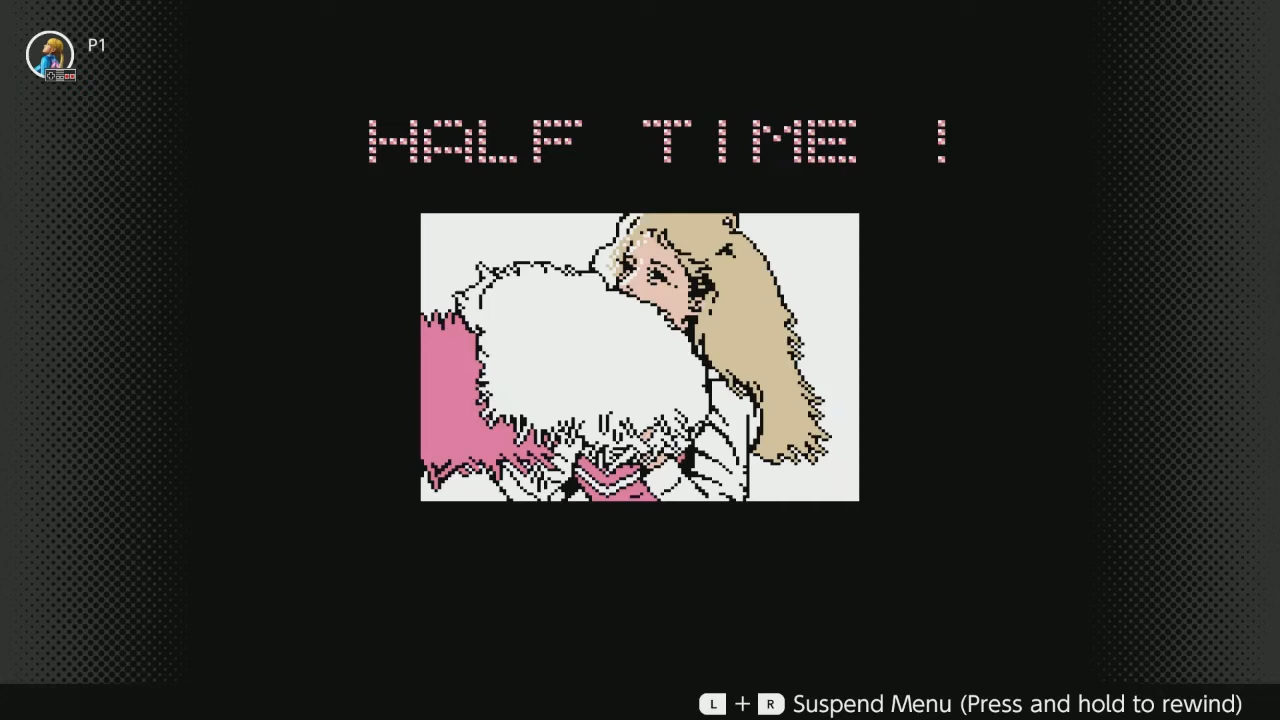 P1
HALF TIME !
L + R Suspend Menu (Press and hold to rewind)